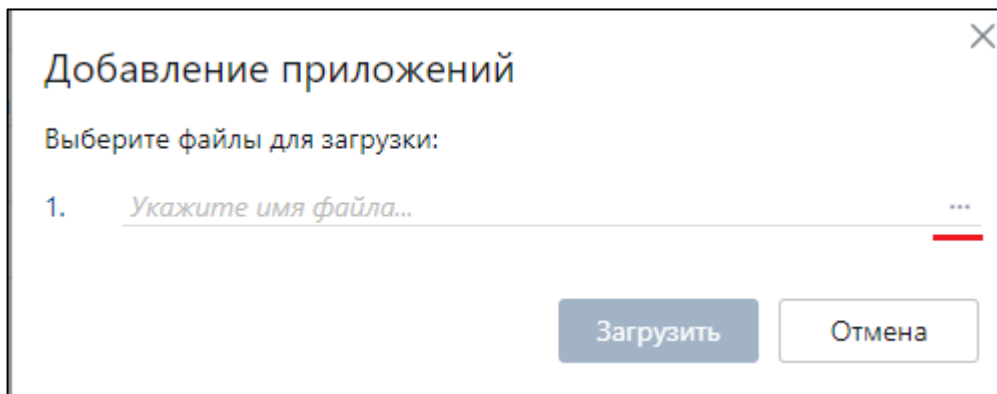 Добавление приложений
Выберите файлы для загрузки:
1. Укажите имя файла... ...
Загрузить Отмена